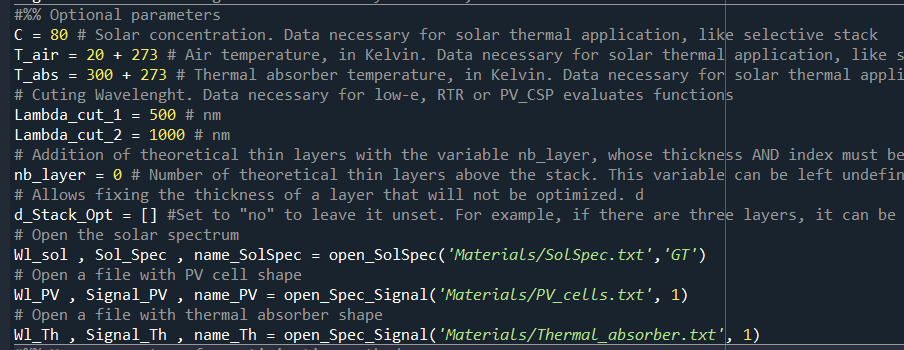 #%% Optional parameters
C = 80 # Solar concentration. Data necessary for solar thermal application, like selective stack
T_air = 20 + 273 # Air temperature, in Kelvin. Data necessary for solar thermal application, like s
T_abs = 300 + 273 # Thermal absorber temperature, in Kelvin. Data necessary for solar thermal appli
# Cuting Wavelenght. Data necessary for low-e, RTR or PV_CSP evaluates functions
Lambda_cut_1 = 500 # nm
Lambda_cut_2 = 1000 # nm
# Addition of theoretical thin layers with the variable nb_layer, whose thickness AND index must be
nb_layer = 0 # Number of theoretical thin layers above the stack. This variable can be left undefin
# Allows fixing the thickness of a layer that will not be optimized. d
d_Stack_Opt = [] #Set to "no" to leave it unset. For example, if there are three layers, it can be
# Open the solar spectrum
Wl_sol , Sol_Spec , name_SolSpec = open_SolSpec('Materials/SolSpec.txt','GT')
# Open a file with PV cell shape
Wl_PV , Signal_PV , name_PV = open_Spec_Signal('Materials/PV_cells.txt', 1)
# Open a file with thermal absorber shape
Wl_Th , Signal_Th , name_Th = open_Spec_Signal('Materials/Thermal_absorber.txt', 1)